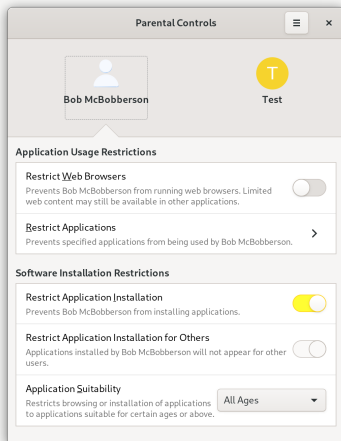 Parental Controls
T
Bob McBobberson
Test
Application Usage Restrictions
Restrict Web Browsers
Prevents Bob McBobberson from running web browsers. Limited
web content may still be available in other applications.
Restrict Applications
Prevents specified applications from being used by Bob McBobberson.
Software Installation Restrictions
Restrict Application Installation
Prevents Bob McBobberson from installing applications.
Restrict Application Installation for Others
Applications installed by Bob McBobberson will not appear for other
users.
Application Suitability
Restricts browsing or installation of applications
to applications suitable for certain ages or above.
All Ages